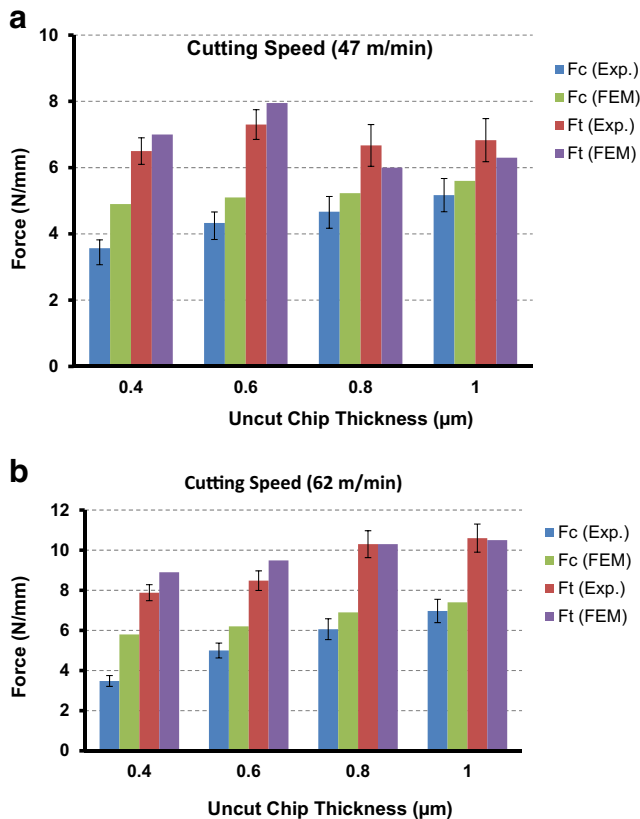 a
Cutting Speed (47 m/min)
10
8
6
4
2
0
Force (N/mm)
0.4 0.6 0.8 1
Uncut Chip Thickness (µm)
Fc (Exp.)
Fc (FEM)
Ft (Exp.)
Ft (FEM)
b
Cutting Speed (62 m/min)
12
10
8
6
4
2
0
Force (N/mm)
0.4 0.6 0.8 1
Uncut Chip Thickness (µm)
Fc (Exp.)
Fc (FEM)
Ft (Exp.)
Ft (FEM)